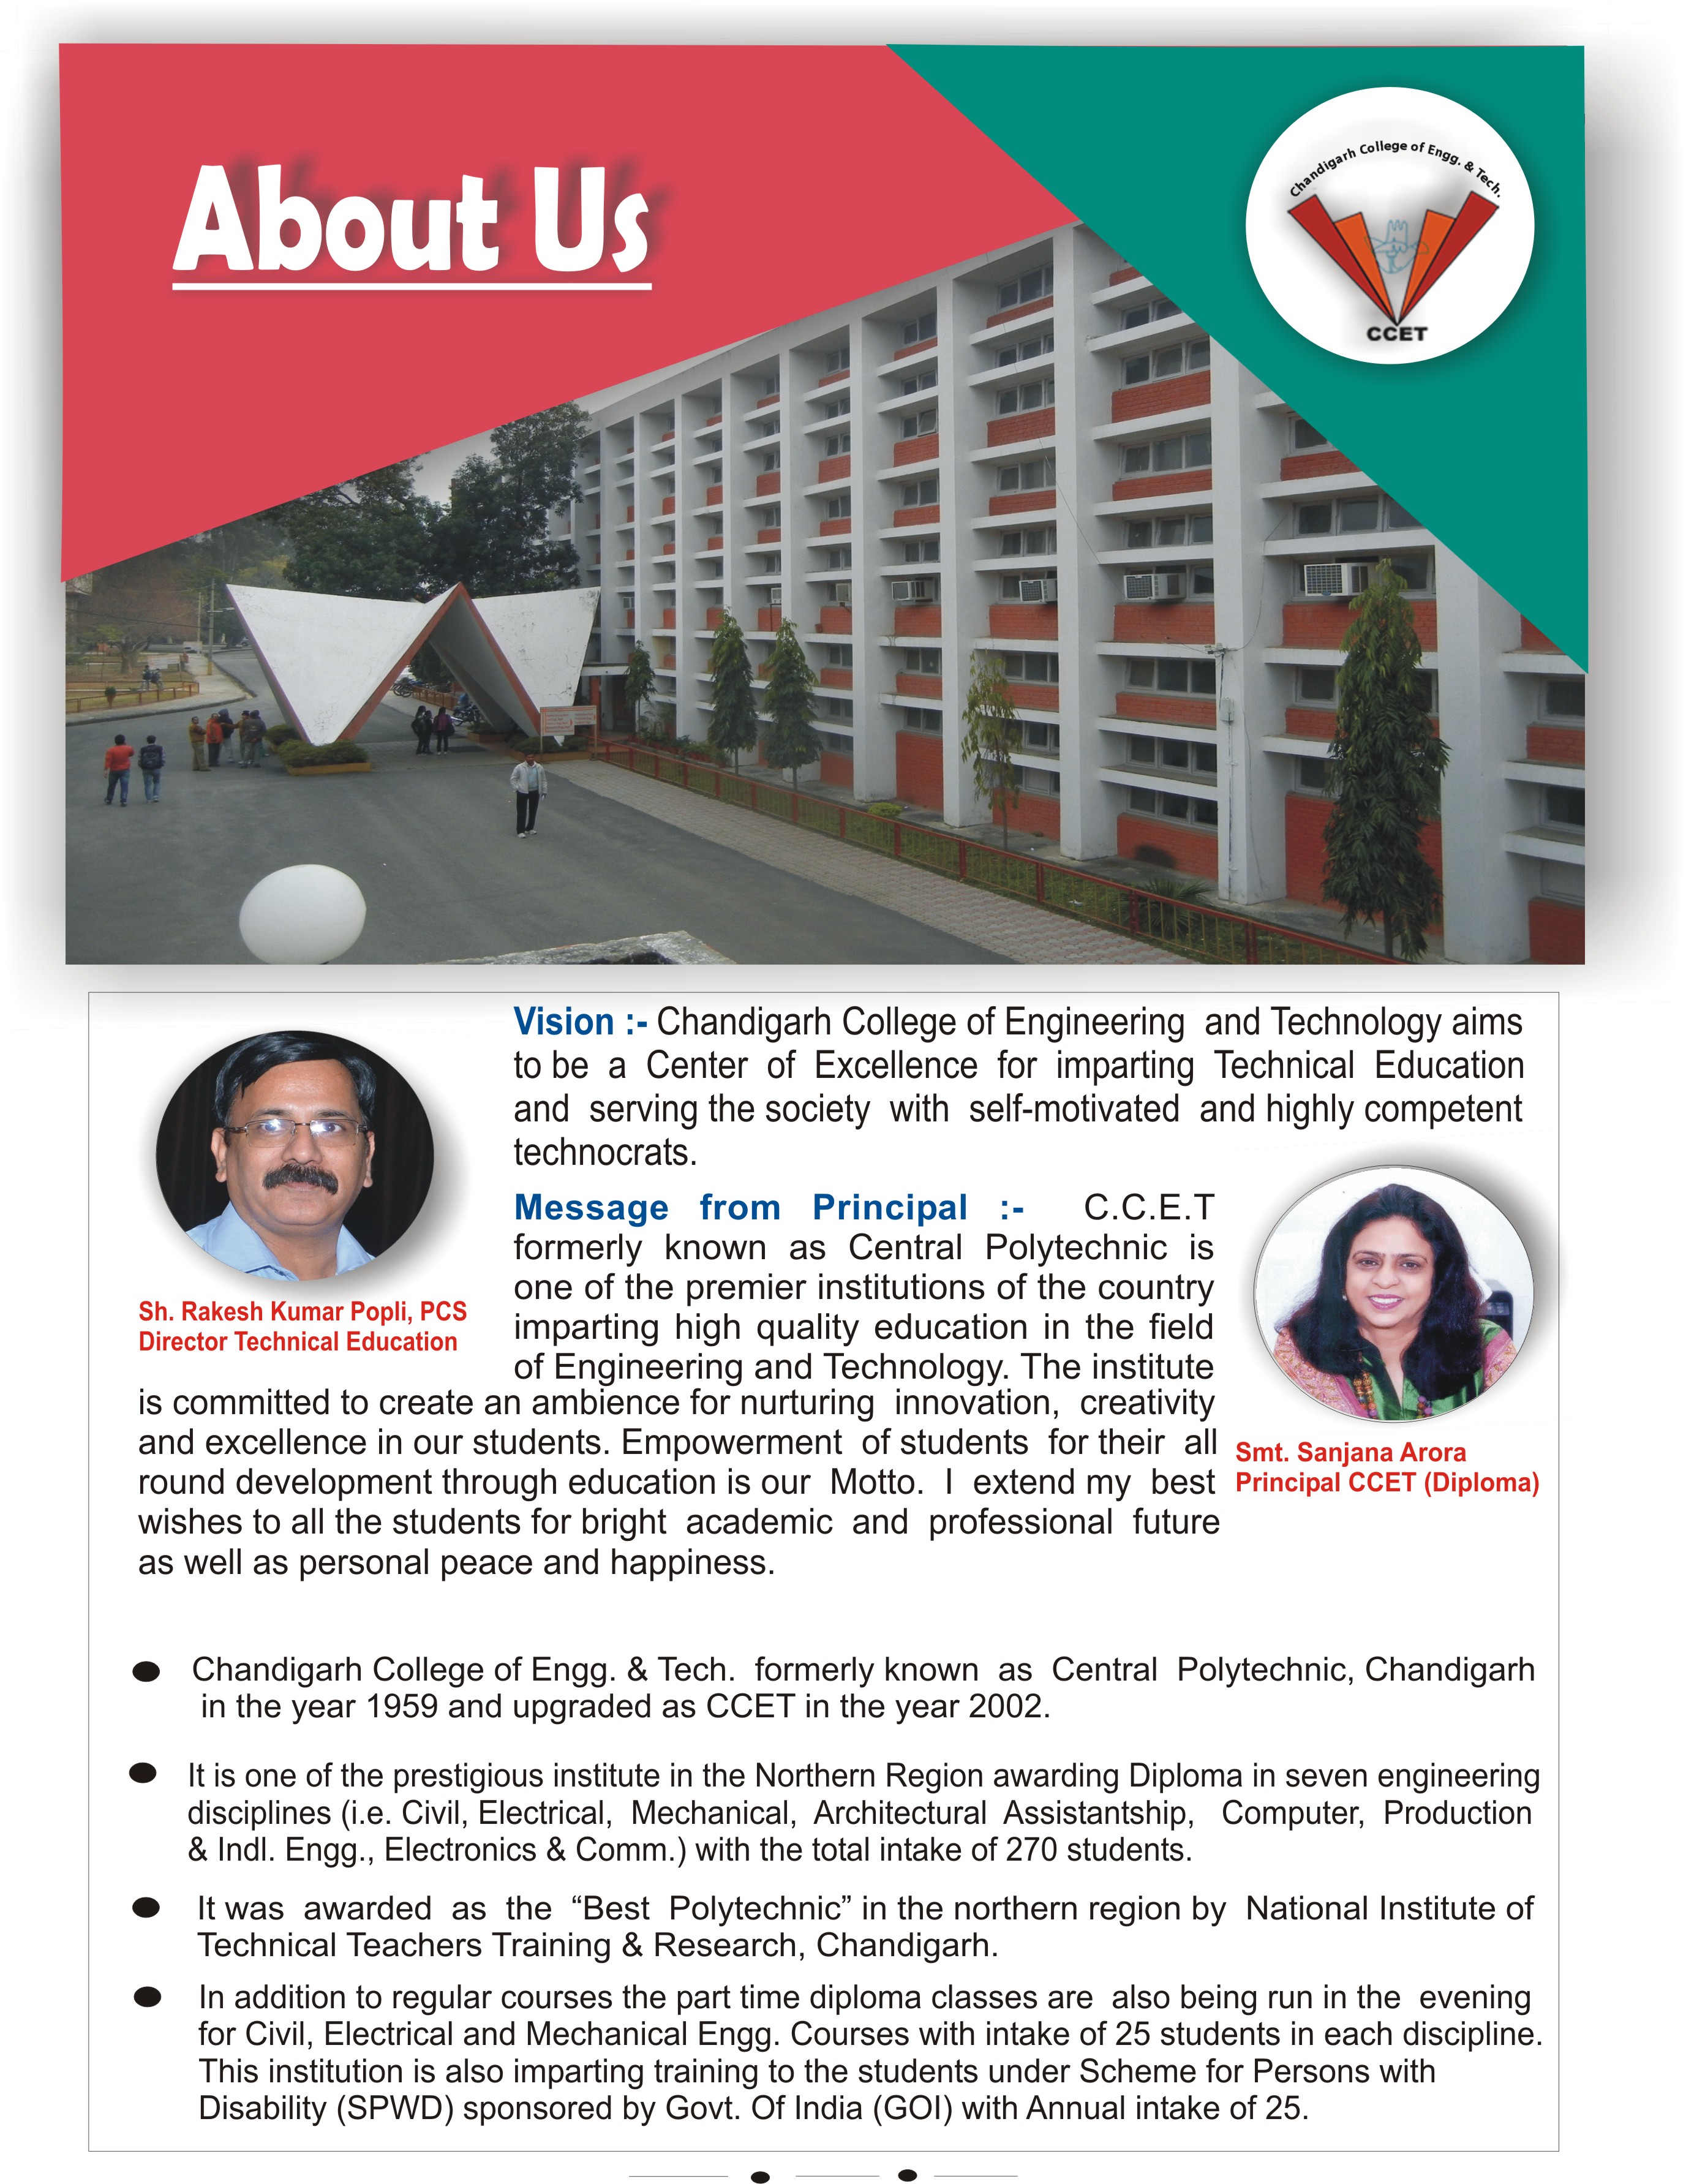 About Us
Chandigarh College of Engg. & Tech.
CCET
Vision :- Chandigarh College of Engineering and Technology aims
to be a Center of Excellence for imparting Technical Education
and serving the society with self-motivated and highly competent
technocrats.
Sh. Rakesh Kumar Popli, PCS
Director Technical Education
Message from Principal :- C.C.E.T
formerly known as Central Polytechnic is
one of the premier institutions of the country
imparting high quality education in the field
of Engineering and Technology. The institute
is committed to create an ambience for nurturing innovation, creativity
and excellence in our students. Empowerment of students for their all
round development through education is our Motto. I extend my best
wishes to all the students for bright academic and professional future
as well as personal peace and happiness.
Smt. Sanjana Arora
Principal CCET (Diploma)
Chandigarh College of Engg. & Tech. formerly known as Central Polytechnic, Chandigarh
in the year 1959 and upgraded as CCET in the year 2002.
It is one of the prestigious institute in the Northern Region awarding Diploma in seven engineering
disciplines (i.e. Civil, Electrical, Mechanical, Architectural Assistantship, Computer, Production
& Indl. Engg., Electronics & Comm.) with the total intake of 270 students.
It was awarded as the “Best Polytechnic” in the northern region by National Institute of
Technical Teachers Training & Research, Chandigarh.
In addition to regular courses the part time diploma classes are also being run in the evening
for Civil, Electrical and Mechanical Engg. Courses with intake of 25 students in each discipline.
This institution is also imparting training to the students under Scheme for Persons with
Disability (SPWD) sponsored by Govt. Of India (GOI) with Annual intake of 25.